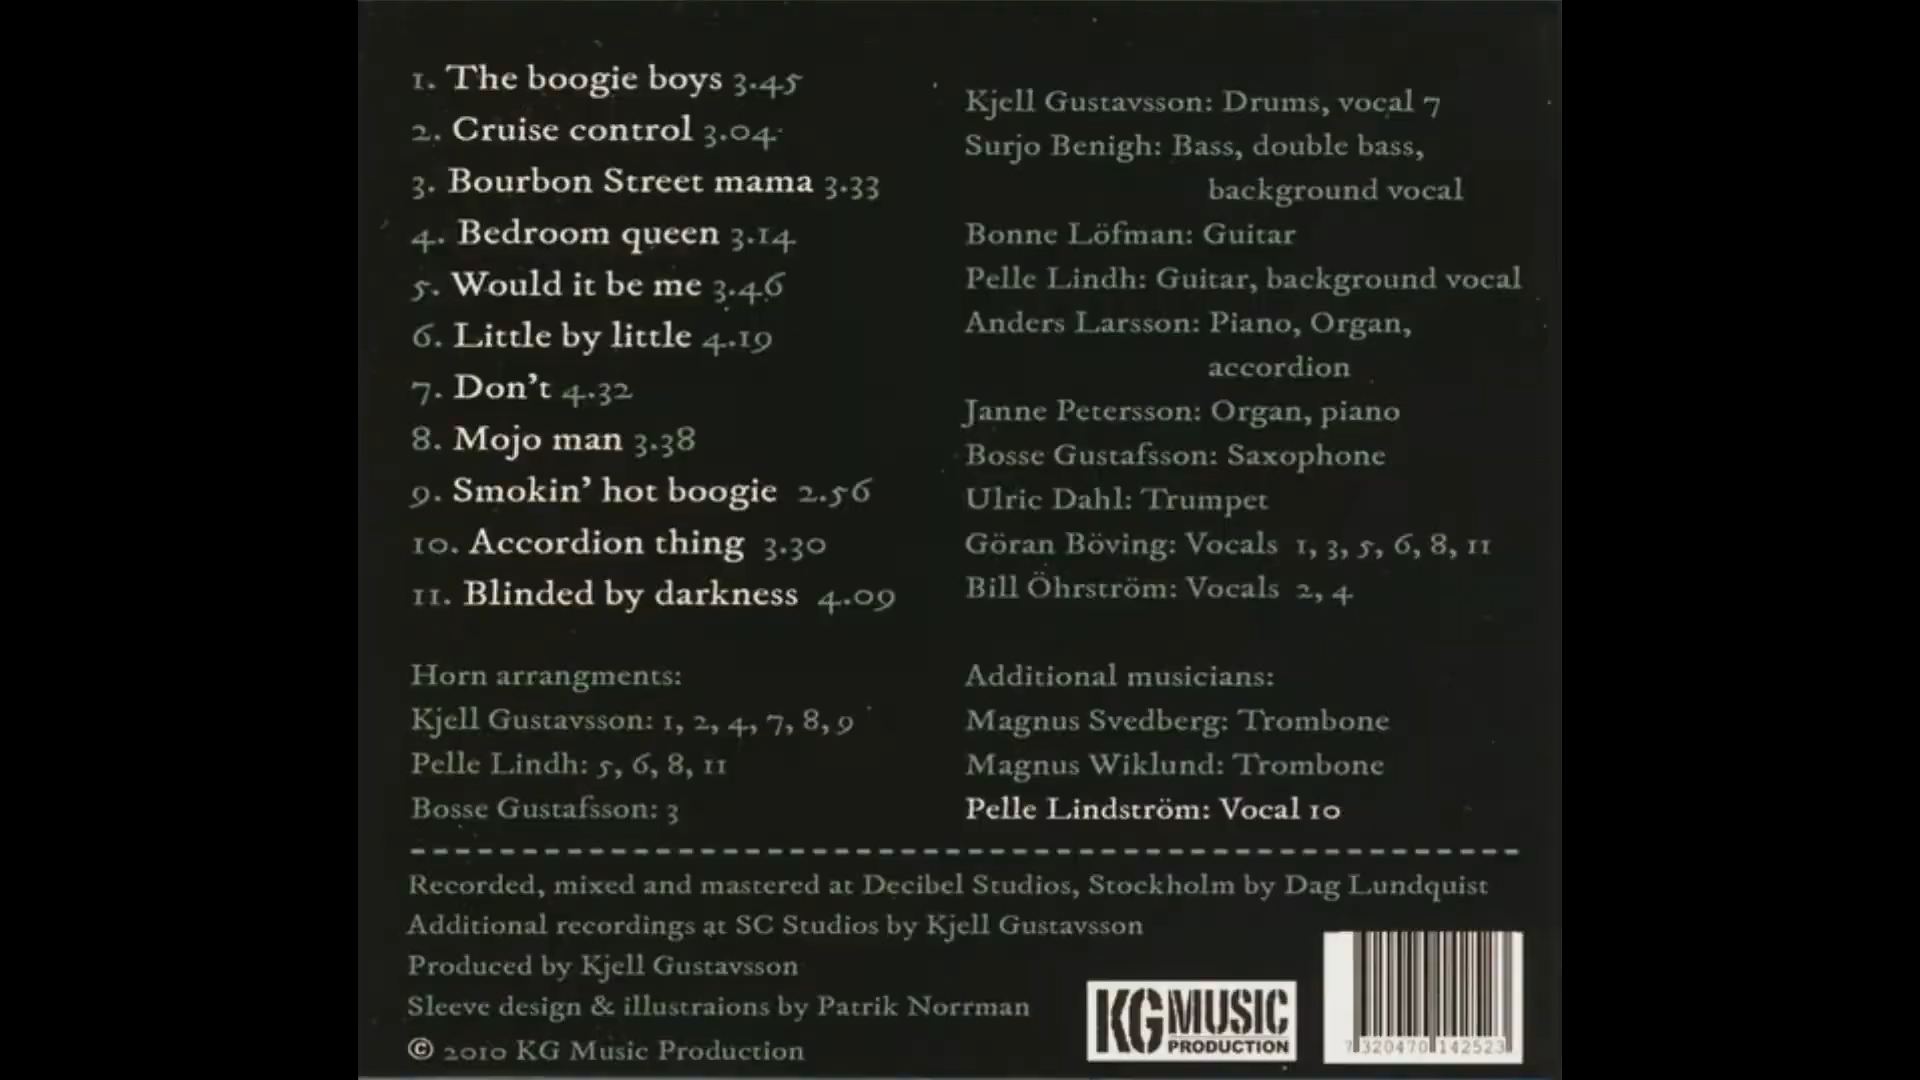 1. The boogie boys 3.45
2. Cruise control 3.04
3. Bourbon Street mama 3.33
4. Bedroom queen 3.14
5. Would it be me 3.46
6. Little by little 4.19
7. Don't 4.32
8. Mojo man 3.38
9. Smokin' hot boogie 2.56
10. Accordion thing 3.30
11. Blinded by darkness 4.09
Kjell Gustavsson: Drums, vocal 7
Surjo Benigh: Bass, double bass,
background vocal
Bonne Löfman: Guitar
Pelle Lindh: Guitar, background vocal
Anders Larsson: Piano, Organ,
accordion
Janne Petersson: Organ, piano
Bosse Gustafsson: Saxophone
Ulric Dahl: Trumpet
Göran Böving: Vocals 1, 3, 5, 6, 8, 11
Bill Öhrström: Vocals 2, 4
Horn arrangments:
Kjell Gustavsson: 1, 2, 4, 7, 8, 9
Pelle Lindh: 5, 6, 8, 11
Bosse Gustafsson: 3
Additional musicians:
Magnus Svedberg: Trombone
Magnus Wiklund: Trombone
Pelle Lindström: Vocal 10
Recorded, mixed and mastered at Decibel Studios, Stockholm by Dag Lundquist
Additional recordings at SC Studios by Kjell Gustavsson
Produced by Kjell Gustavsson
Sleeve design & illustraions by Patrik Norrman
© 2010 KG Music Production
KG MUSIC
PRODUCTION
7 320470 142523